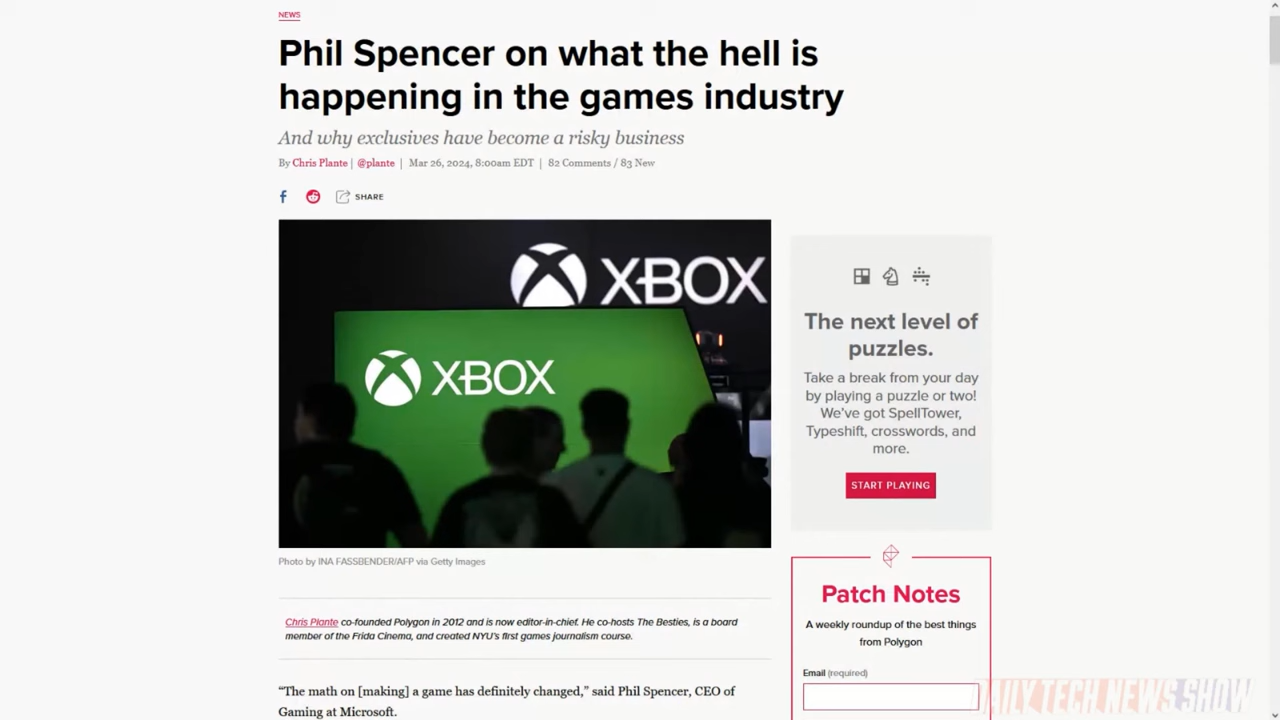 NEWS
Phil Spencer on what the hell is
happening in the games industry
And why exclusives have become a risky business
By Chris Plante | @plante | Mar 26, 2024, 8:00am EDT | 82 Comments / 83 New
SHARE
XBOX
XBOX
Photo by INA FASSBENDER/AFP via Getty Images
Chris Plante co-founded Polygon in 2012 and is now editor-in-chief. He co-hosts The Besties, is a board
member of the Frida Cinema, and created NYU's first games journalism course.
“The math on [making] a game has definitely changed,” said Phil Spencer, CEO of
Gaming at Microsoft.
The next level of
puzzles.
Take a break from your day
by playing a puzzle or two!
We've got SpellTower,
Typeshift, crosswords, and
more.
START PLAYING
Patch Notes
A weekly roundup of the best things
from Polygon
Email (required)
DAILY TECH NEWS SHOW